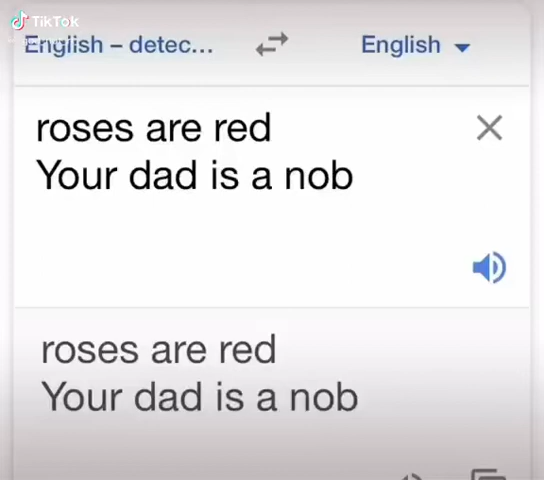 TikTok
English – detec... English
roses are red
Your dad is a nob
roses are red
Your dad is a nob